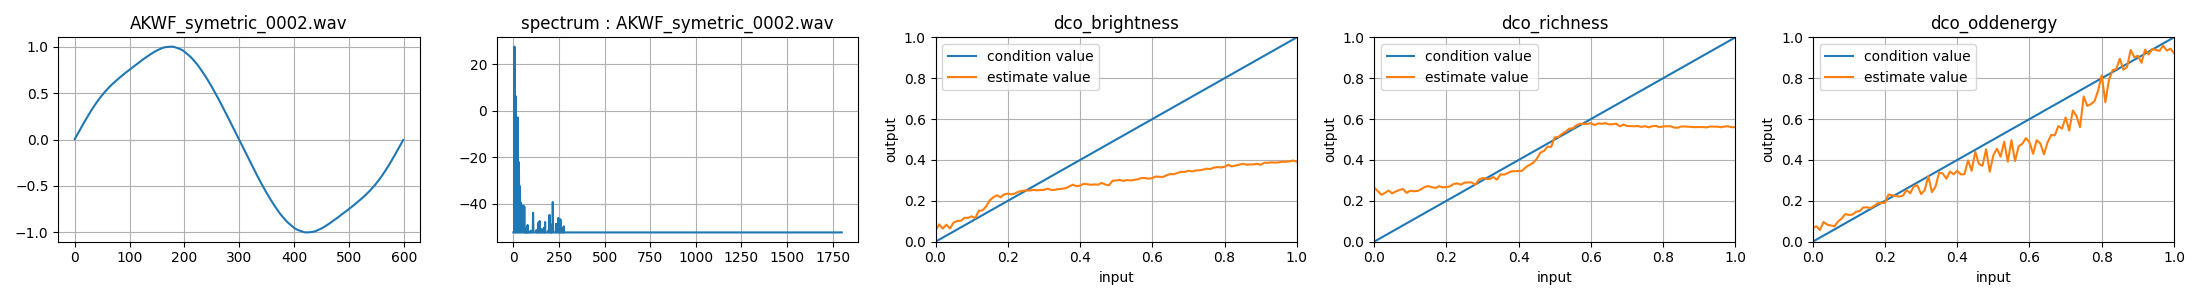 AKWF_symetric_0002.wav
1.0
0.5
0.0
−0.5
−1.0
0 100 200 300 400 500 600
spectrum : AKWF_symetric_0002.wav
20
0
−20
−40
0 250 500 750 1000 1250 1500 1750
dco_brightness
condition value
estimate value
output
1.0
0.8
0.6
0.4
0.2
0.0
0.0 0.2 0.4 0.6 0.8 1.0
input
dco_richness
condition value
estimate value
output
1.0
0.8
0.6
0.4
0.2
0.0
0.0 0.2 0.4 0.6 0.8 1.0
input
dco_oddenergy
condition value
estimate value
output
1.0
0.8
0.6
0.4
0.2
0.0
0.0 0.2 0.4 0.6 0.8 1.0
input